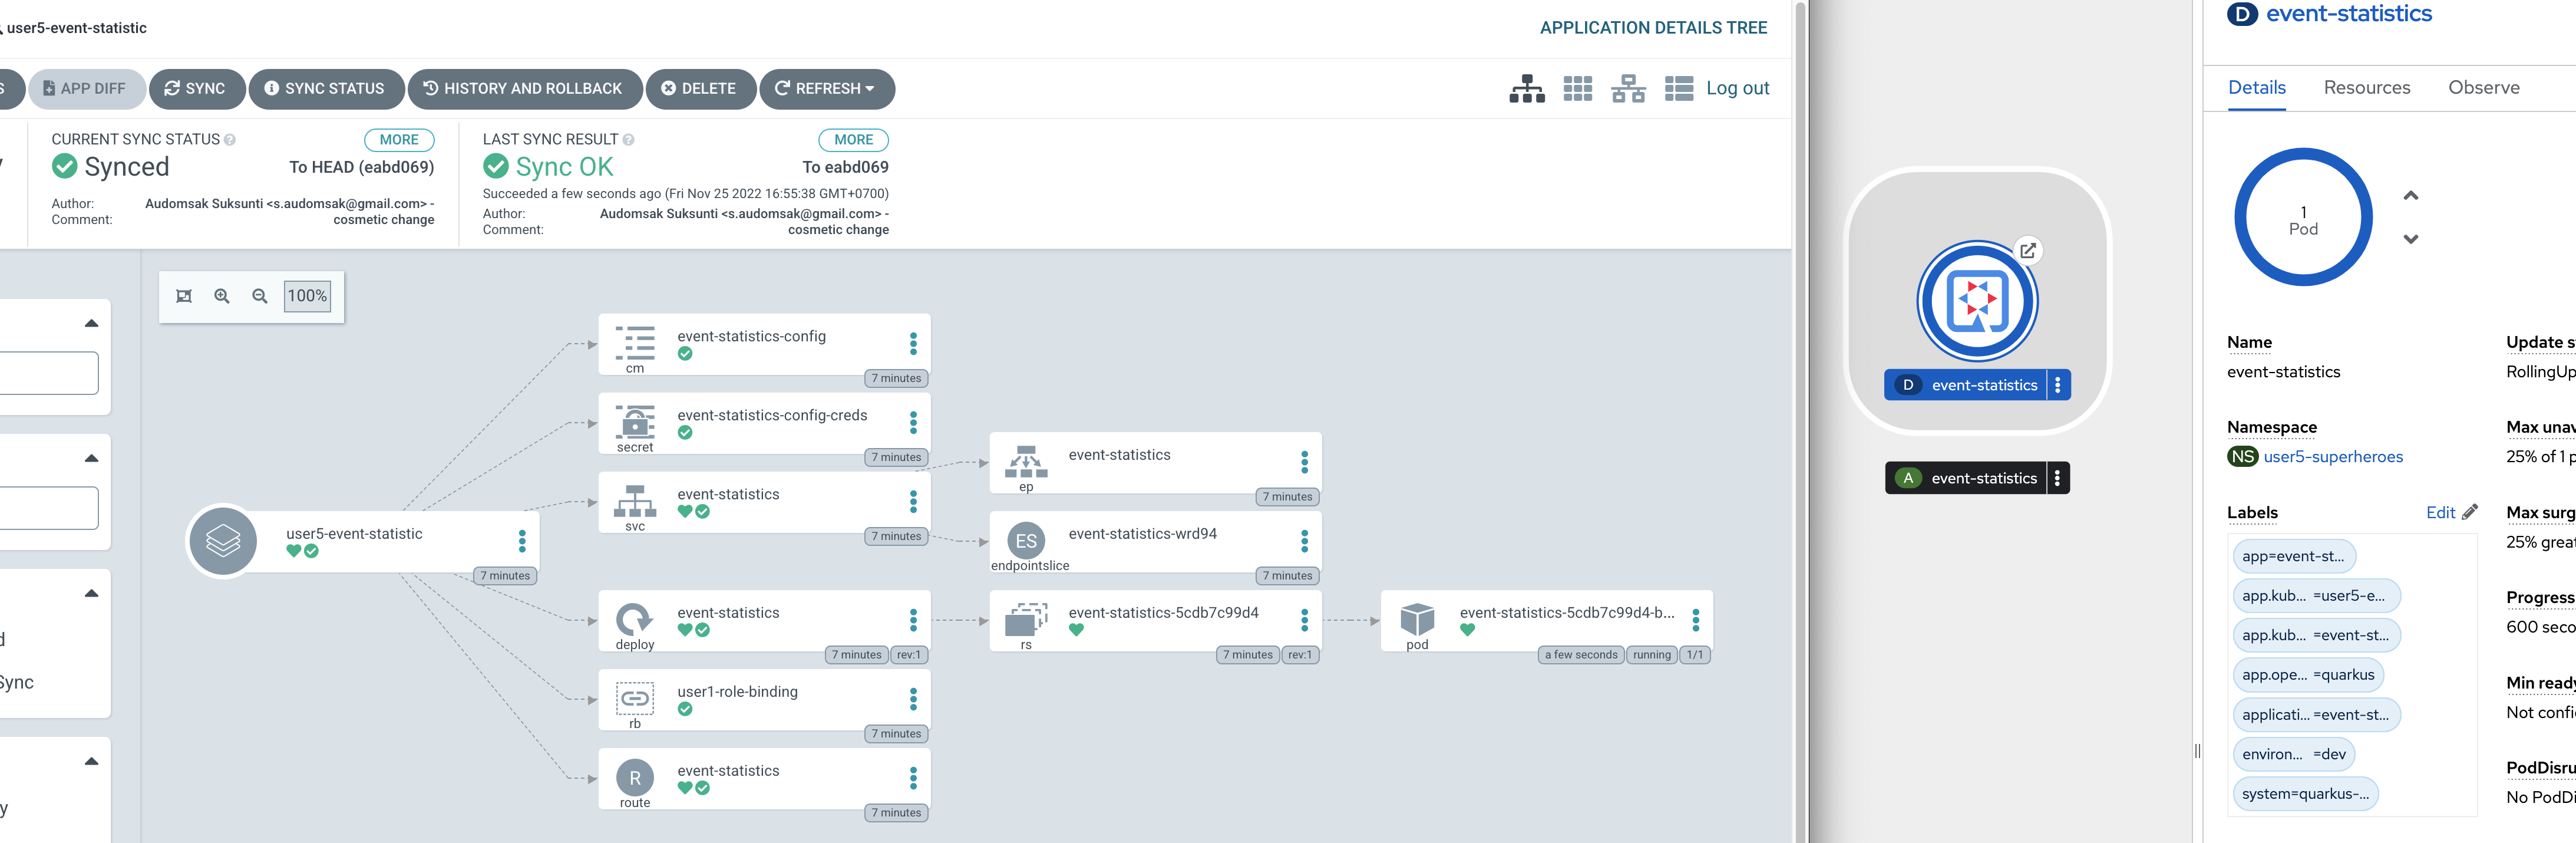 user5-event-statistic
APPLICATION DETAILS TREE
S
APP DIFF
SYNC
SYNC STATUS
HISTORY AND ROLLBACK
DELETE
REFRESH
Log out
CURRENT SYNC STATUS
MORE
Synced
To HEAD (eabd069)
Author: Audomsak Suksunti <s.audomsak@gmail.com> -
Comment: cosmetic change
LAST SYNC RESULT
MORE
Sync OK
To eabd069
Succeeded a few seconds ago (Fri Nov 25 2022 16:55:38 GMT+0700)
Author: Audomsak Suksunti <s.audomsak@gmail.com> -
Comment: cosmetic change
100%
Sync
user5-event-statistic
7 minutes
cm
event-statistics-config
7 minutes
secret
event-statistics-config-creds
7 minutes
svc
event-statistics
7 minutes
ep
event-statistics
7 minutes
ES
endpointslice
event-statistics-wrd94
7 minutes
deploy
event-statistics
7 minutes
rev:1
rs
event-statistics-5cdb7c99d4
7 minutes
rev:1
pod
event-statistics-5cdb7c99d4-b...
a few seconds
running
1/1
rb
user1-role-binding
7 minutes
R
route
event-statistics
7 minutes
D event-statistics
A event-statistics
D event-statistics
Details
Resources
Observe
1
Pod
Name
event-statistics
Namespace
NS user5-superheroes
Labels
Edit
app=event-st...
app.kub... =user5-e...
app.kub... =event-st...
app.ope... =quarkus
applicati... =event-st...
environ... =dev
system=quarkus-...
Update s
RollingUp
Max unav
25% of 1 p
Max surg
25% great
Progress
600 seco
Min ready
Not confi
PodDisru
No PodDi